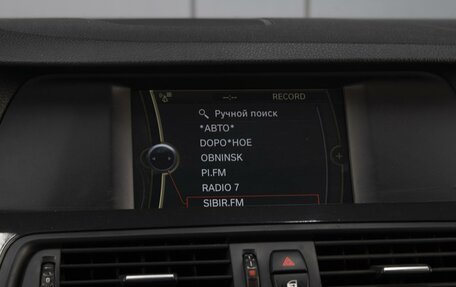 --:-- RECORD
Ручной поиск
*АВТО*
DOPO*HOE
OBNINSK
PI.FM
RADIO 7
SIBIR.FM